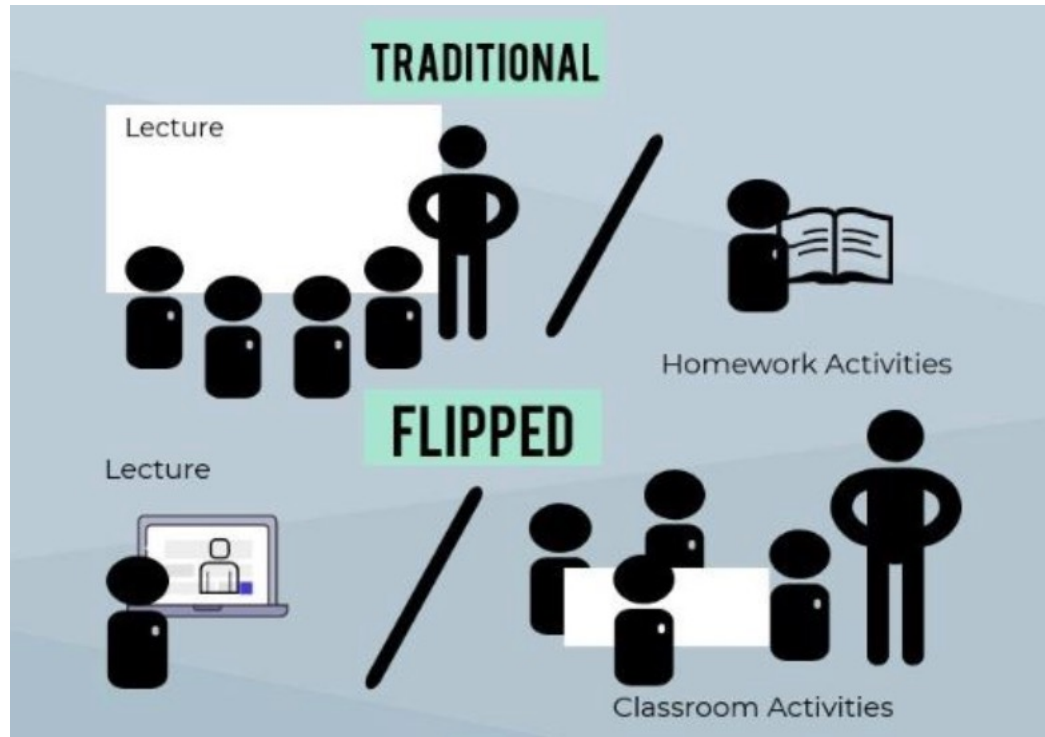 TRADITIONAL
Lecture
Homework Activities
FLIPPED
Lecture
Classroom Activities